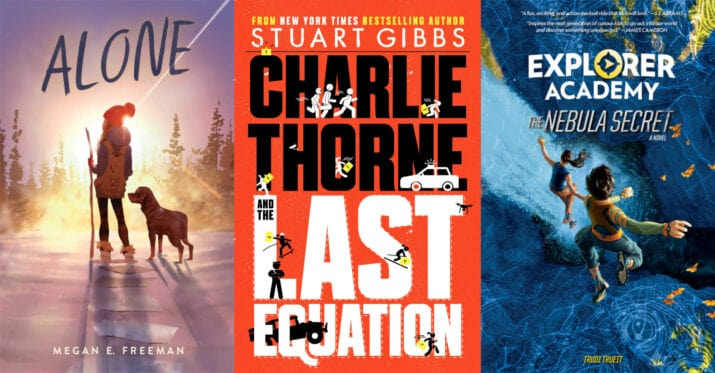 ALONE
MEGAN E. FREEMAN
FROM NEW YORK TIMES BESTSELLING AUTHOR
STUART GIBBS
CHARLIE
THORNE
AND THE
LAST
EQUATION
"A fun, exciting, and action-packed ride that kids will love." —J.J. ABRAMS
"Inspires the next generation of curious kids to go out into our world
and discover something unexpected." —JAMES CAMERON
EXPLORER
ACADEMY
THE NEBULA SECRET
A NOVEL
TRUDI TRUEIT